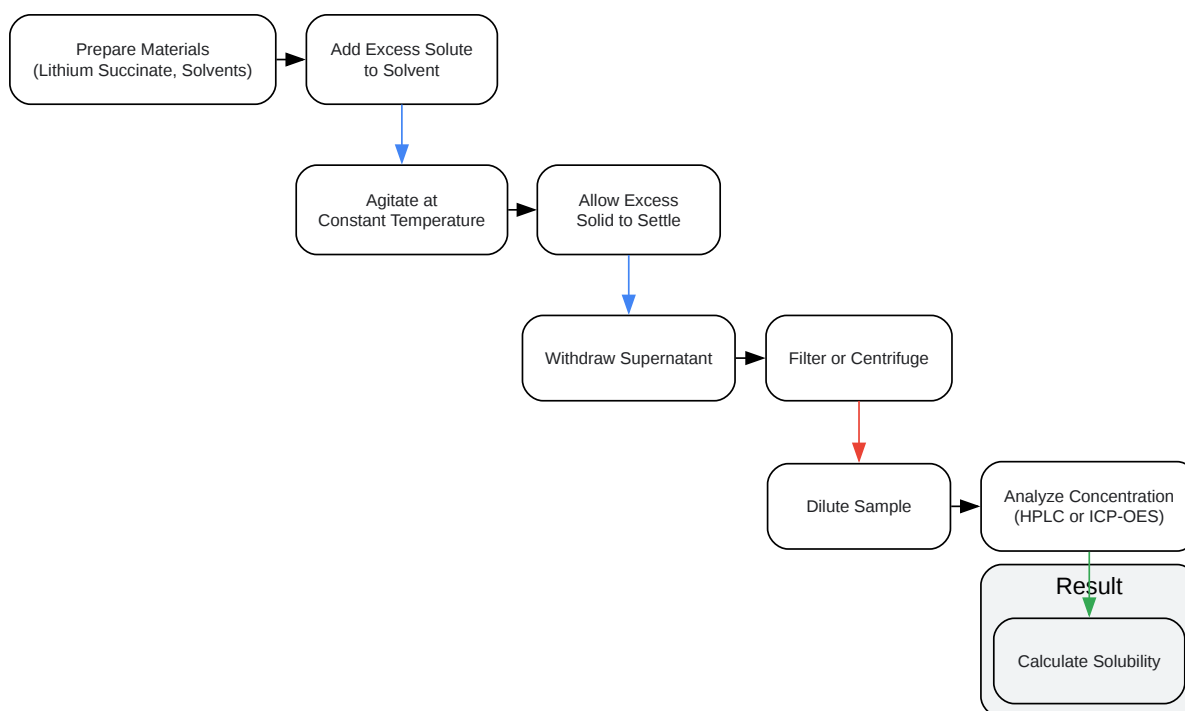 Prepare Materials
(Lithium Succinate, Solvents)
Add Excess Solute
to Solvent
Agitate at
Constant Temperature
Allow Excess
Solid to Settle
Withdraw Supernatant
Filter or Centrifuge
Dilute Sample
Analyze Concentration
(HPLC or ICP-OES)
Result
Calculate Solubility